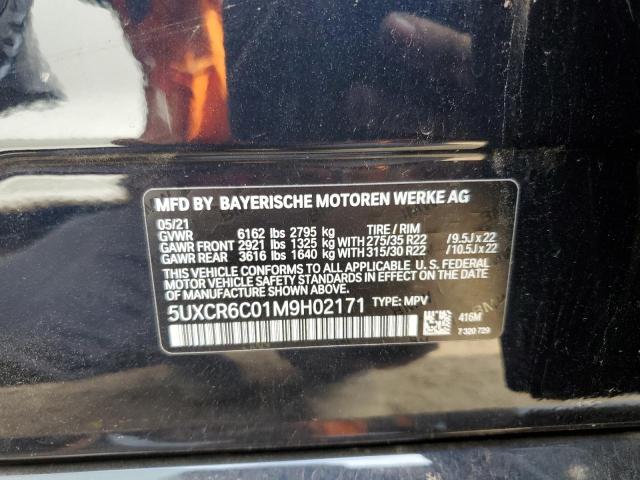 MFD BY BAYERISCHE MOTOREN WERKE AG
05/21
GVWR 6162 lbs 2795 kg TIRE / RIM
GAWR FRONT 2921 lbs 1325 kg WITH 275/35 R22 /9.5Jx22
GAWR REAR 3616 lbs 1640 kg WITH 315/30 R22 /10.5Jx22
THIS VEHICLE CONFORMS TO ALL APPLICABLE U.S. FEDERAL
MOTOR VEHICLE SAFETY STANDARDS IN EFFECT ON THE
DATE OF MANUFACTURE SHOWN ABOVE.
5UXCR6C01M9H02171 TYPE: MPV
416M
7 320 729